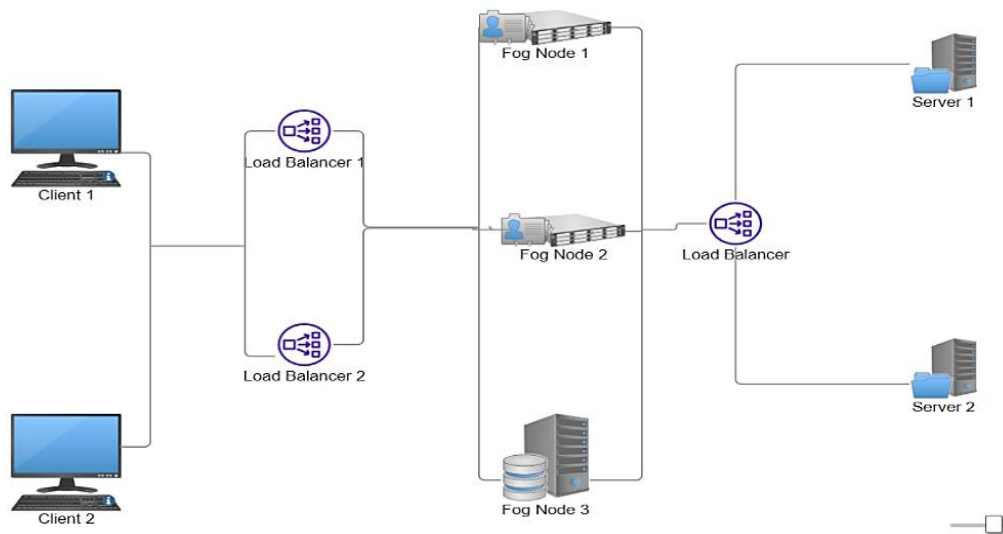 Fog Node 1
Server 1
Load Balancer 1
Client 1
Fog Node 2
Load Balancer
Load Balancer 2
Server 2
Fog Node 3
Client 2